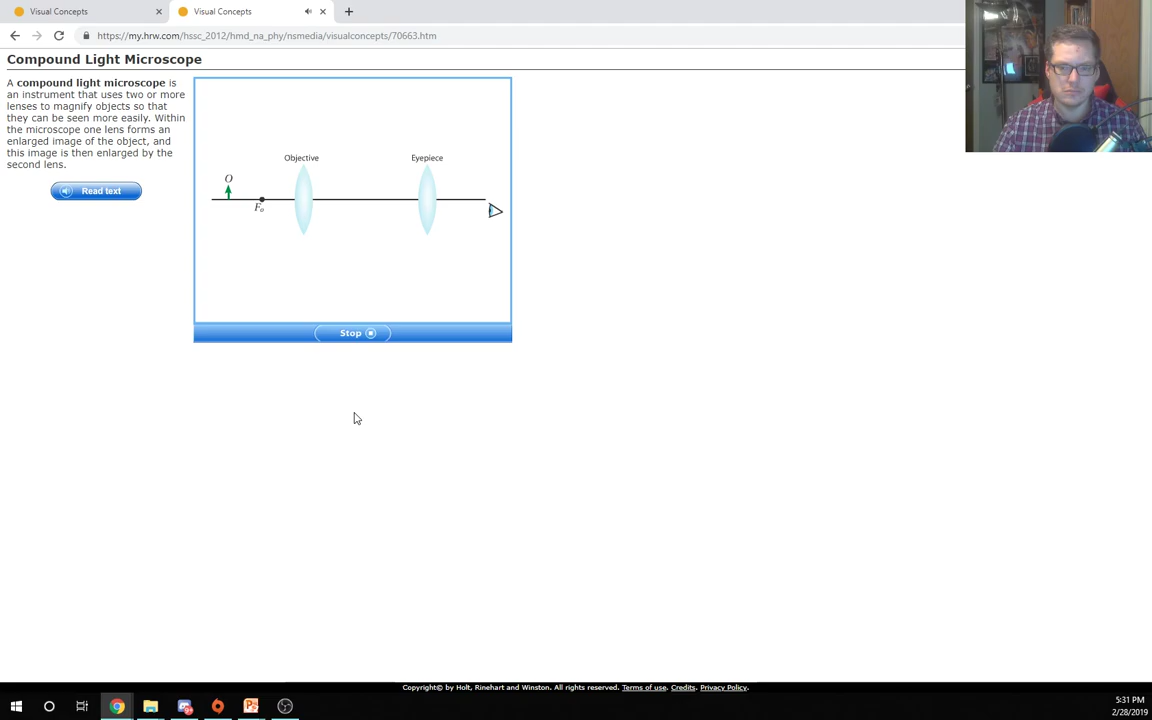 Visual Concepts
Visual Concepts
https://my.hrw.com/hssc_2012/hmd_na_phy/nsmedia/visualconcepts/70663.htm
Compound Light Microscope
A compound light microscope is
an instrument that uses two or more
lenses to magnify objects so that
they can be seen more easily. Within
the microscope one lens forms an
enlarged image of the object, and
this image is then enlarged by the
second lens.
Read text
Objective
Eyepiece
O
Fo
Stop
Copyright© by Holt, Rinehart and Winston. All rights reserved. Terms of use. Credits. Privacy Policy.
5:31 PM
2/28/2019